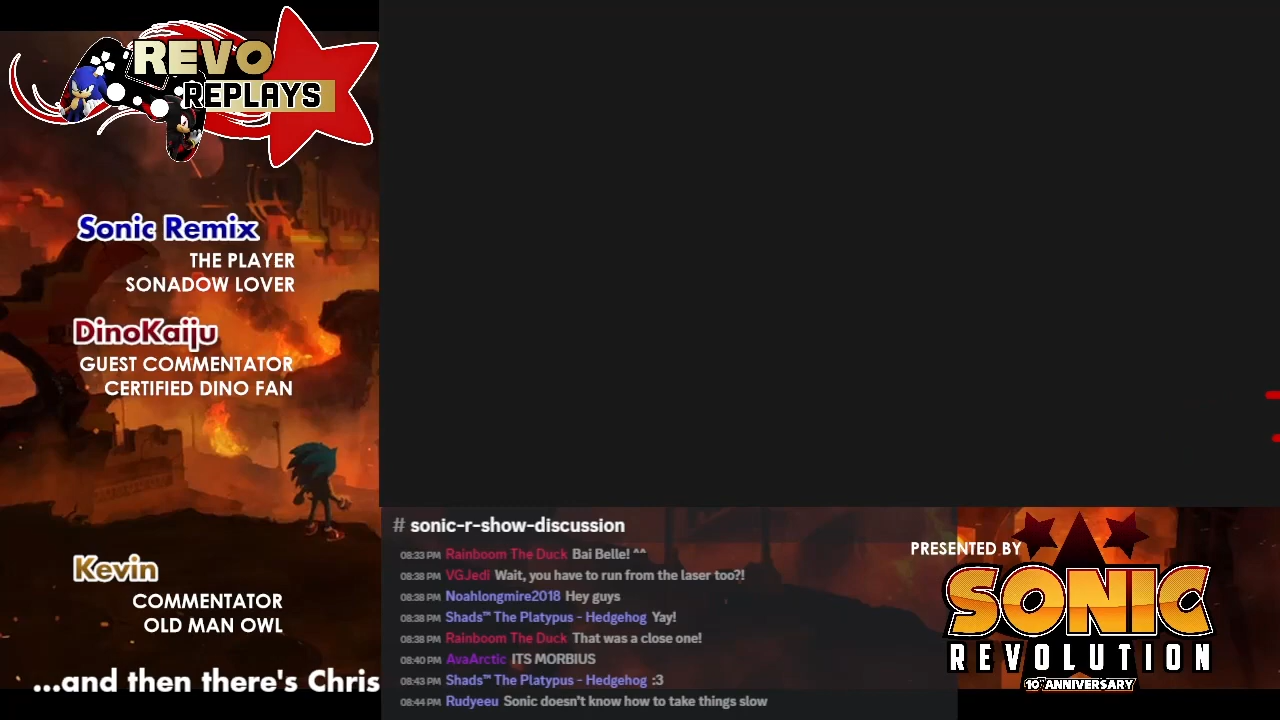 REVO
REPLAYS
Sonic Remix
THE PLAYER
SONADOW LOVER
DinoKaiju
GUEST COMMENTATOR
CERTIFIED DINO FAN
Kevin
COMMENTATOR
OLD MAN OWL
...and then there's Chris
# sonic-r-show-discussion
08:33 PM Rainboom The Duck Bai Belle! ^^
08:38 PM VGJedi Wait, you have to run from the laser too?!
08:38 PM Noahlongmire2018 Hey guys
08:38 PM Shads™ The Platypus - Hedgehog Yay!
08:38 PM Rainboom The Duck That was a close one!
08:40 PM AvaArctic ITS MORBIUS
08:43 PM Shads™ The Platypus - Hedgehog :3
08:44 PM Rudyeeu Sonic doesn't know how to take things slow
PRESENTED BY
SONIC
REVOLUTION
10TH ANNIVERSARY